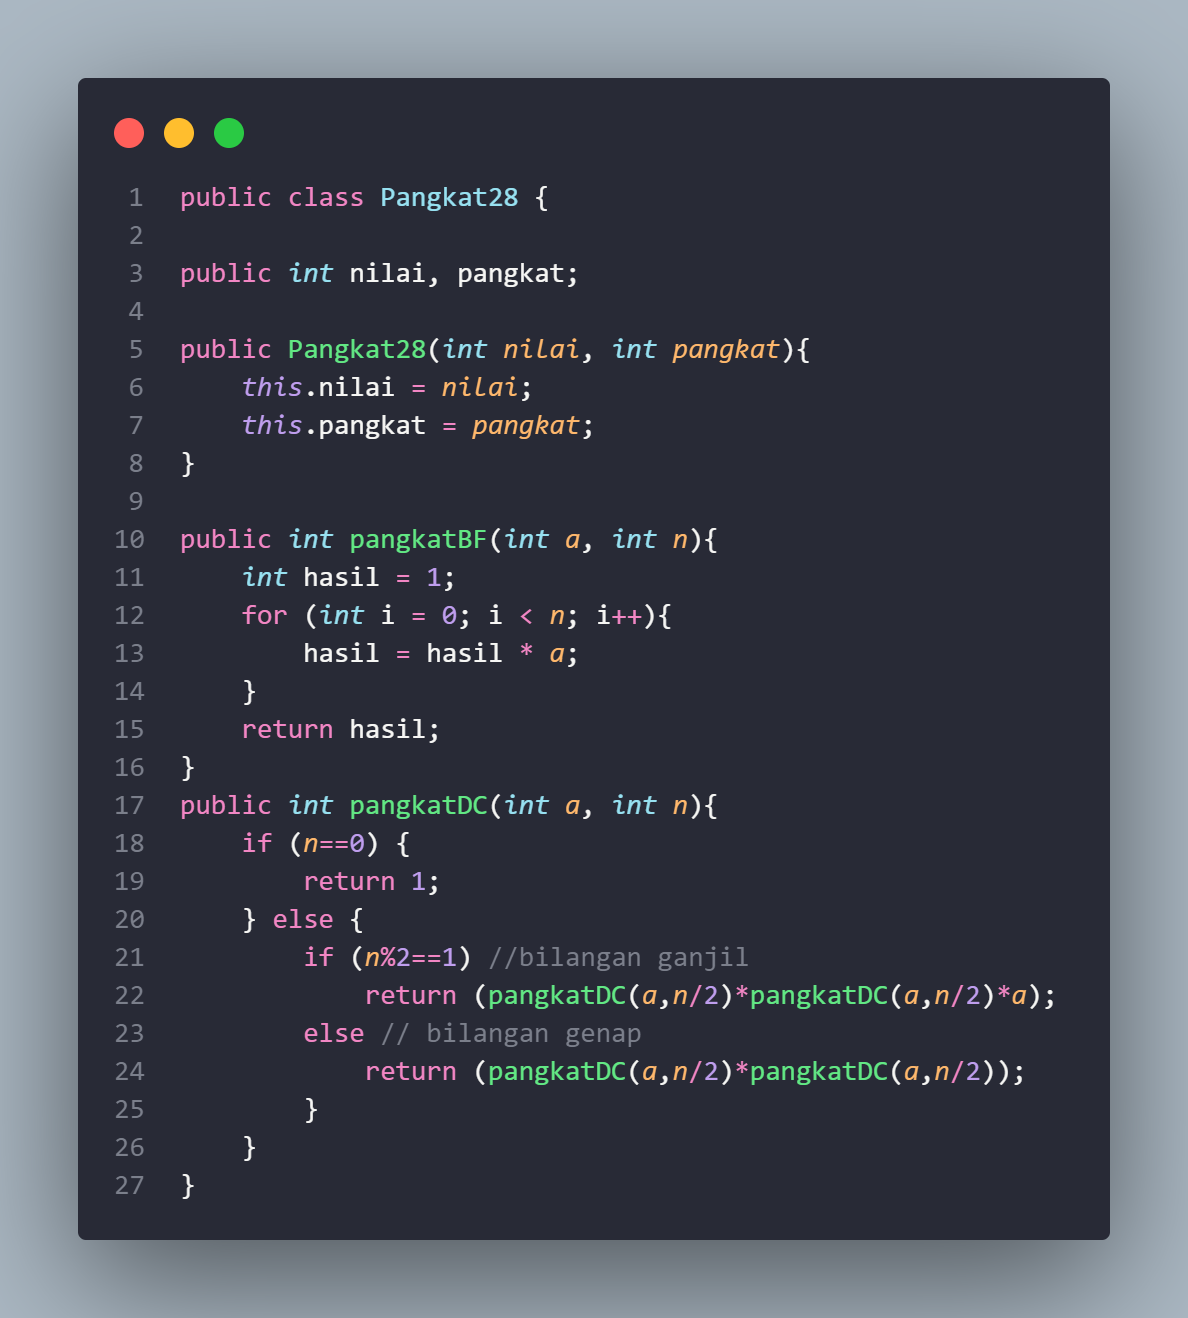 1 public class Pangkat28 {
2
3 public int nilai, pangkat;
4
5 public Pangkat28(int nilai, int pangkat){
6     this.nilai = nilai;
7     this.pangkat = pangkat;
8 }
9
10 public int pangkatBF(int a, int n){
11     int hasil = 1;
12     for (int i = 0; i < n; i++){
13         hasil = hasil * a;
14     }
15     return hasil;
16 }
17 public int pangkatDC(int a, int n){
18     if (n==0) {
19         return 1;
20     } else {
21         if (n%2==1) //bilangan ganjil
22             return (pangkatDC(a,n/2)*pangkatDC(a,n/2)*a);
23         else // bilangan genap
24             return (pangkatDC(a,n/2)*pangkatDC(a,n/2));
25         }
26     }
27 }